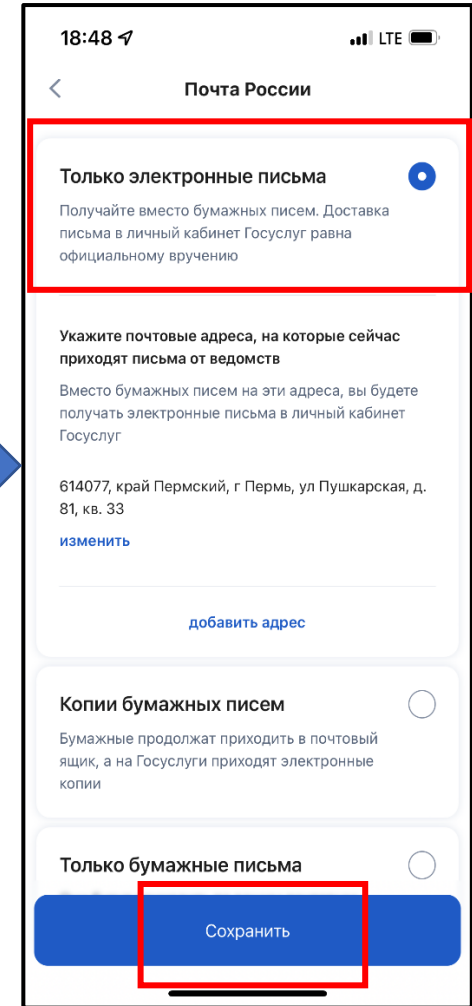 18:48 LTE
Почта России
Только электронные письма
Получайте вместо бумажных писем. Доставка
письма в личный кабинет Госуслуг равна
официальному вручению
Укажите почтовые адреса, на которые сейчас
приходят письма от ведомств
Вместо бумажных писем на эти адреса, вы будете
получать электронные письма в личный кабинет
Госуслуг
614077, край Пермский, г Пермь, ул Пушкарская, д.
81, кв. 33
изменить
добавить адрес
Копии бумажных писем
Бумажные продолжат приходить в почтовый
ящик, а на Госуслуги приходят электронные
копии
Только бумажные письма
Сохранить